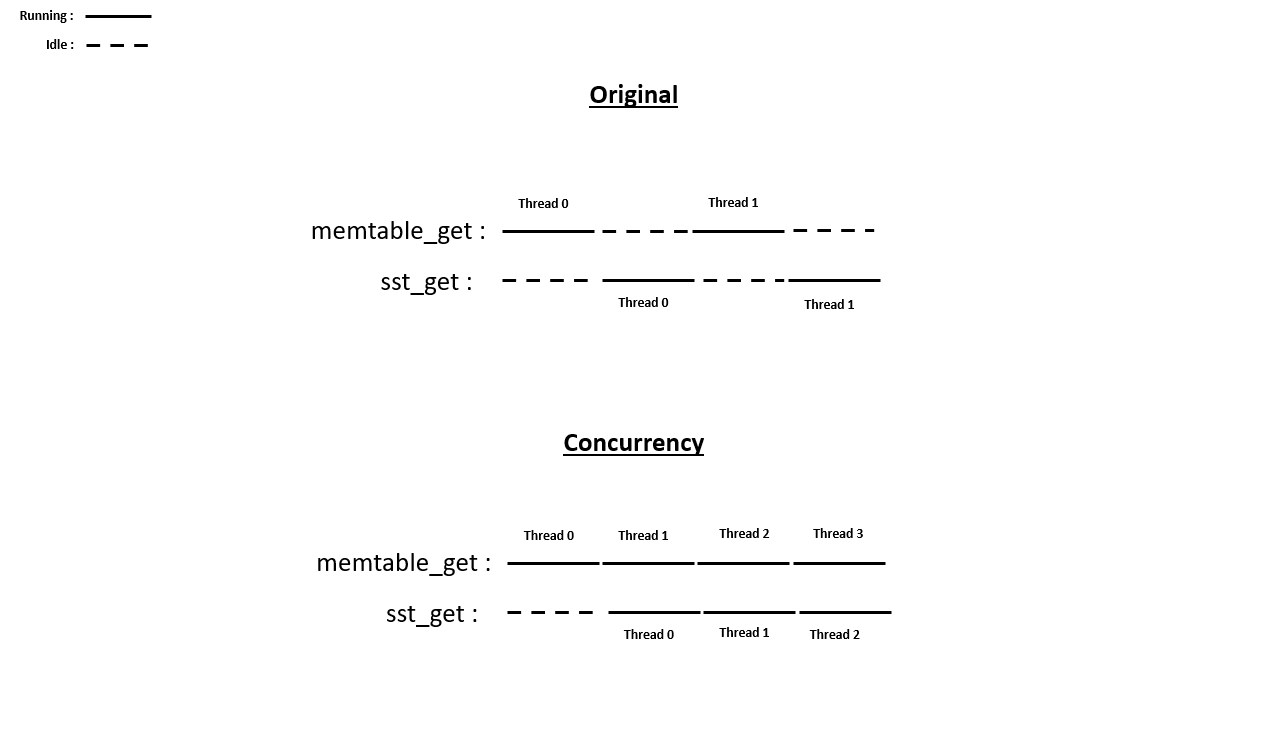 Running :
Idle :
Original
Thread 0 Thread 1
memtable_get :
sst_get :
Thread 0 Thread 1
Concurrency
Thread 0 Thread 1 Thread 2 Thread 3
memtable_get :
sst_get :
Thread 0 Thread 1 Thread 2